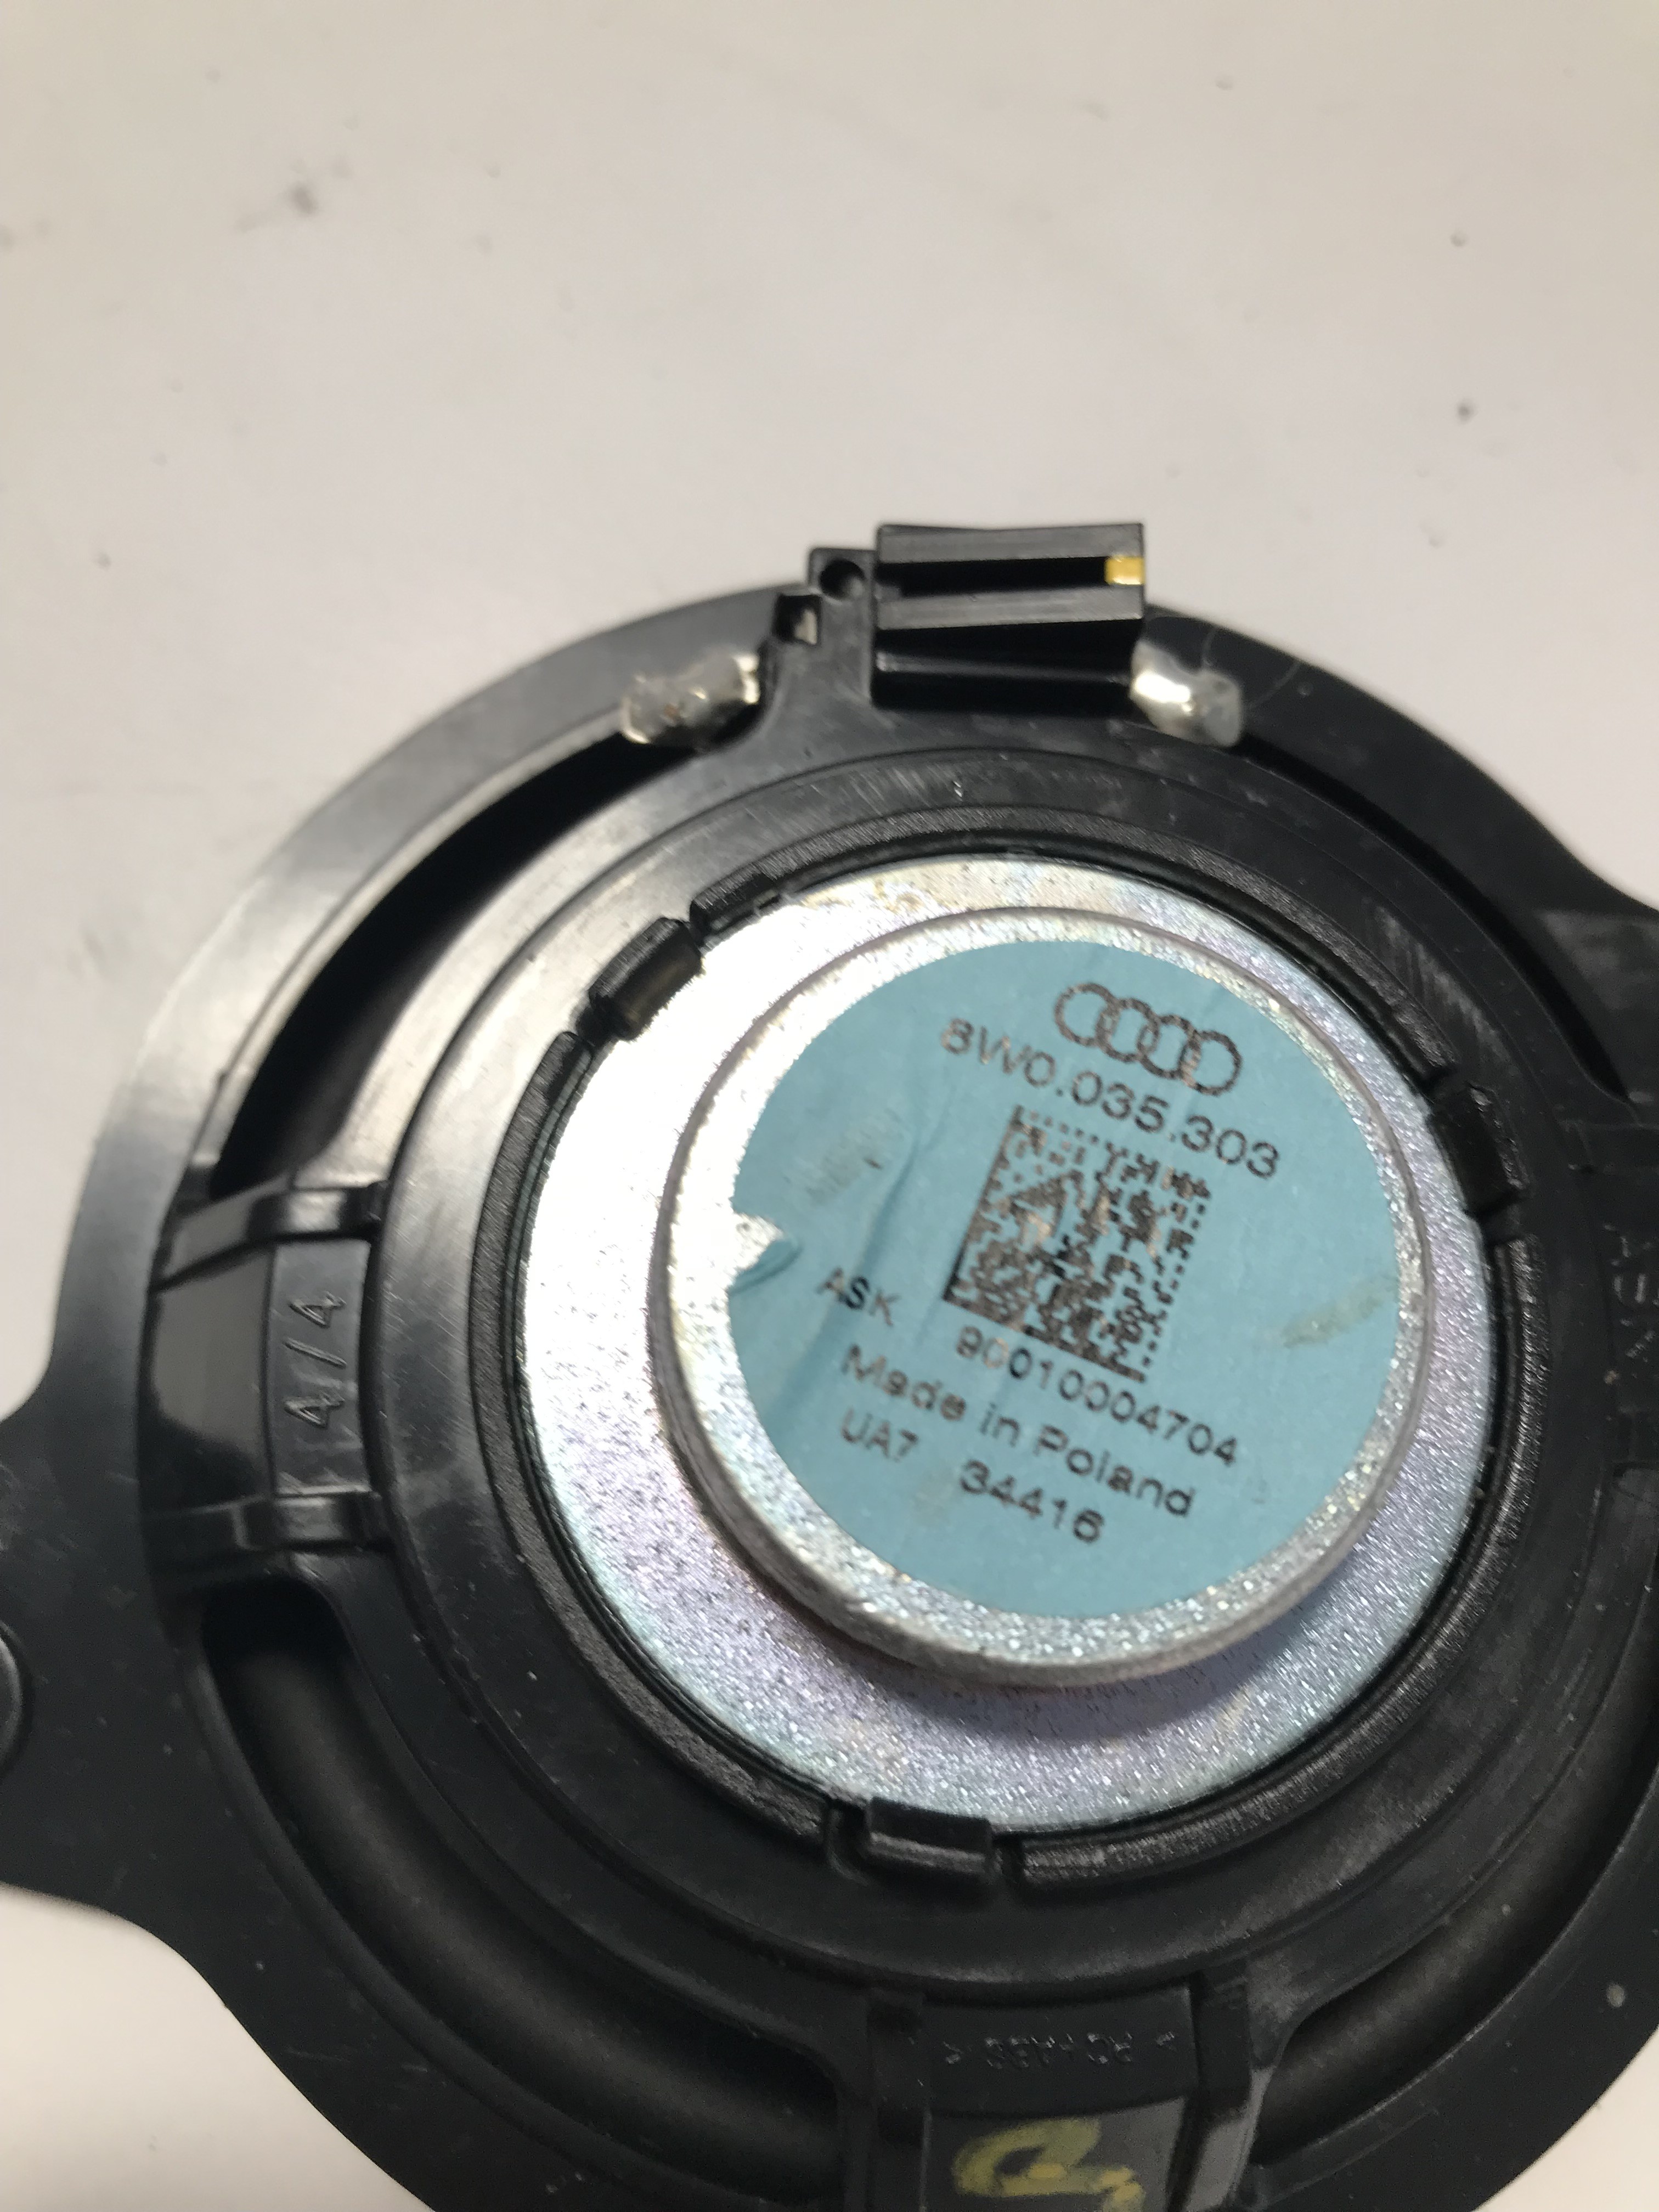 8W0.035.303
ASK 90010004704
Made in Poland
UA7 34416
4/4